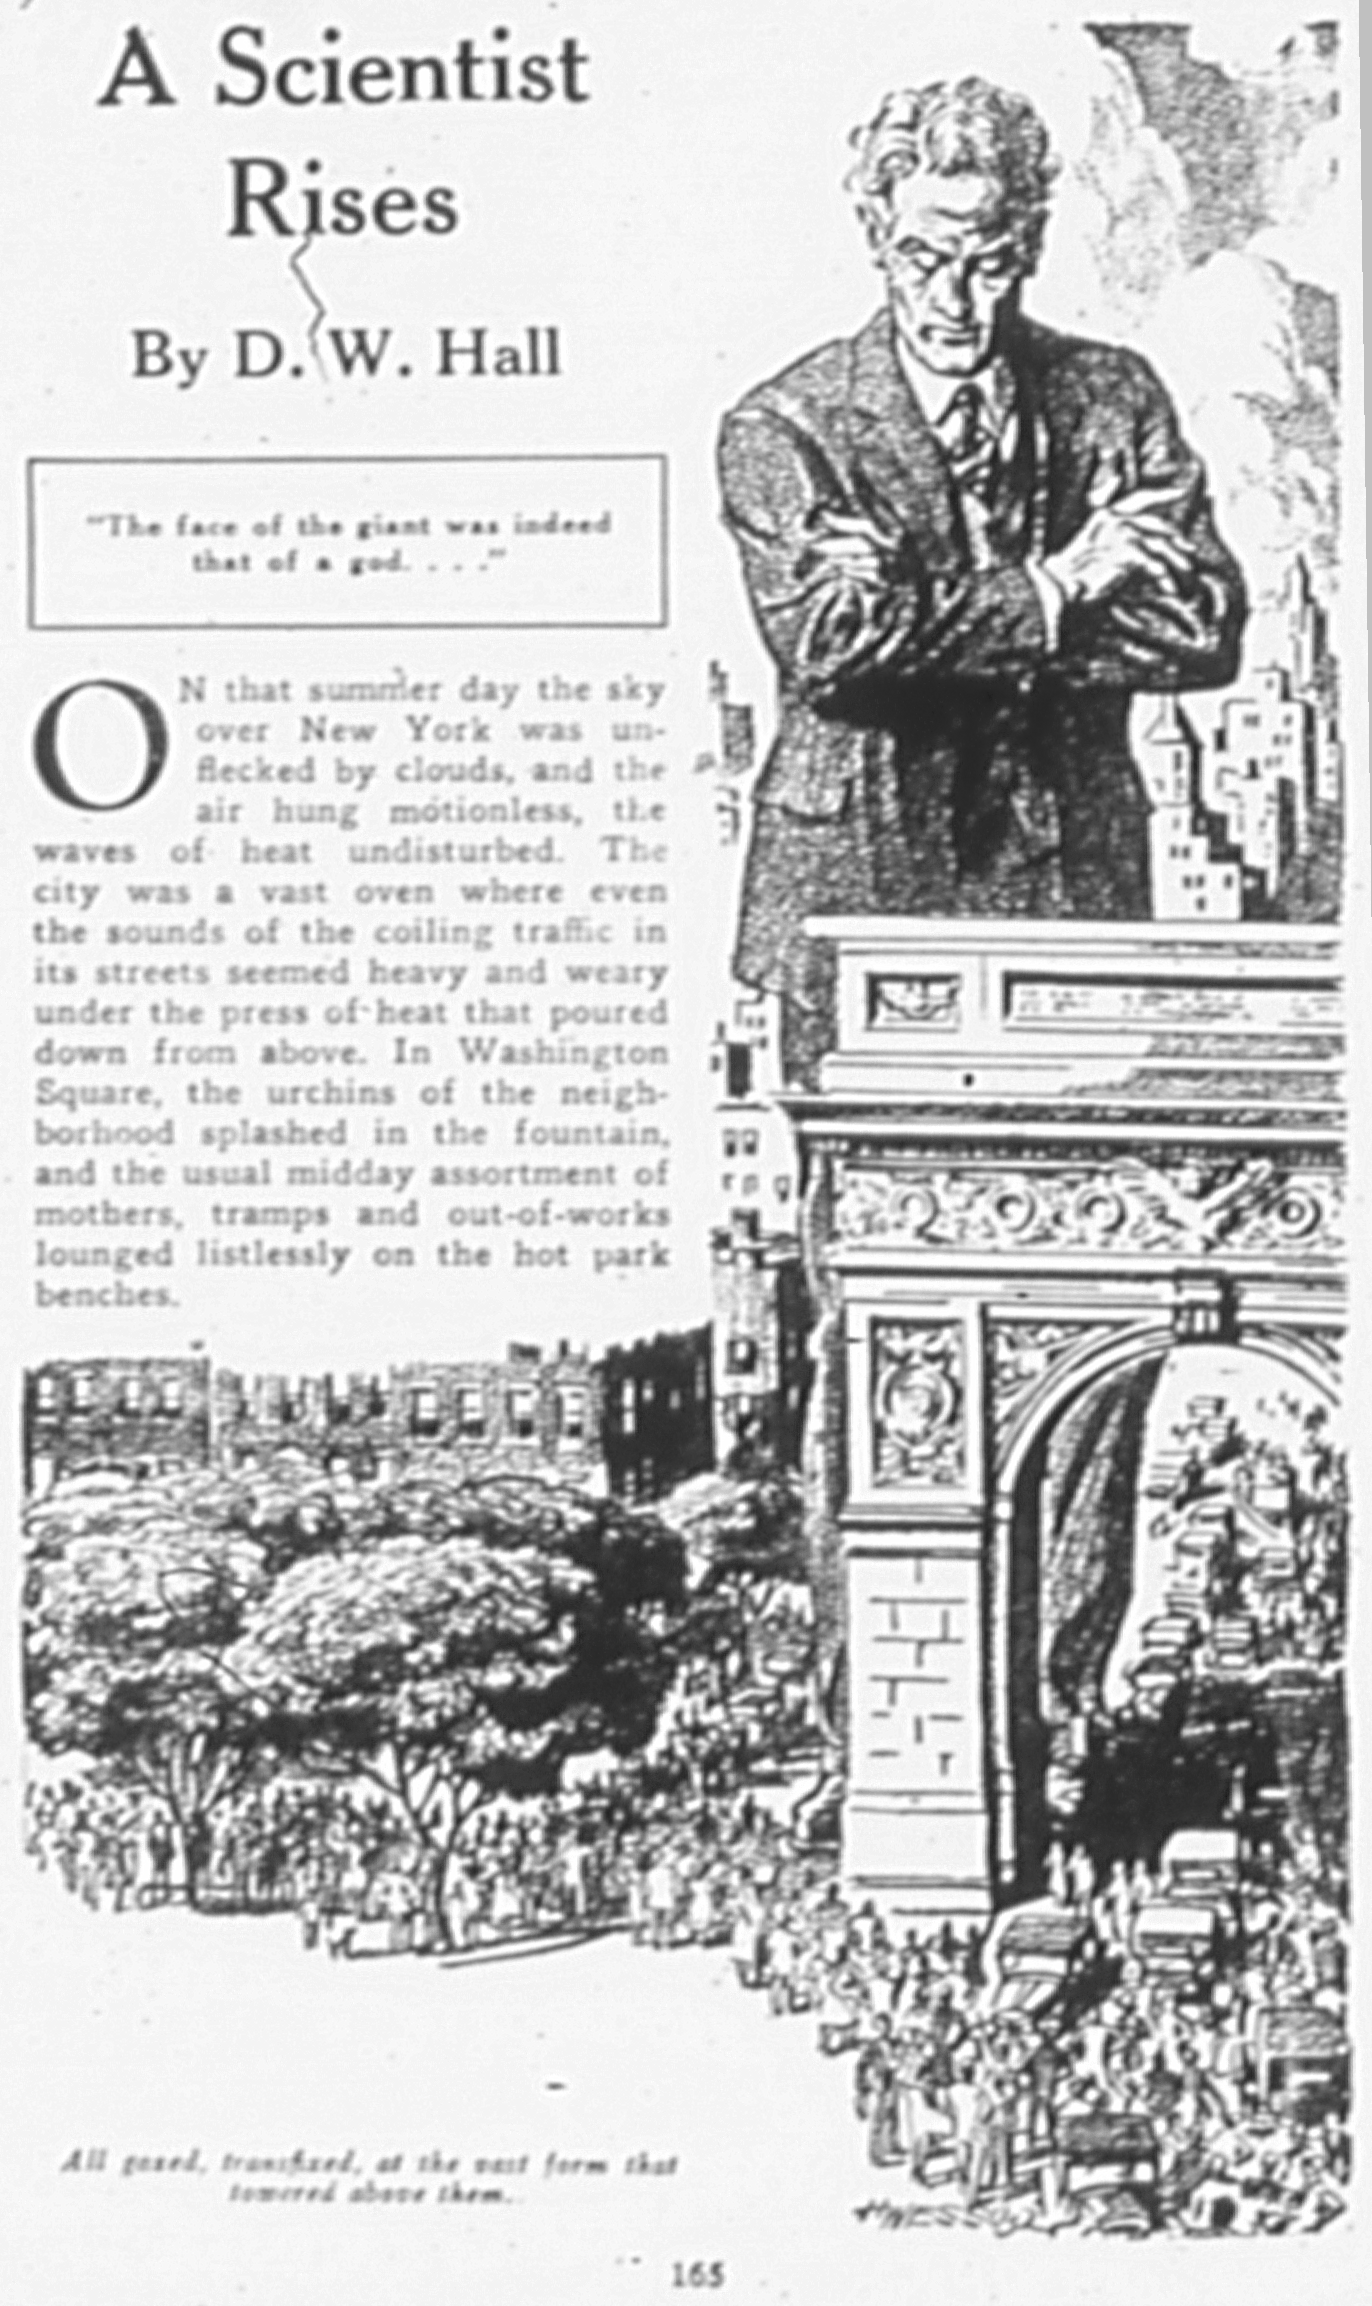 A Scientist
Rises
By D. W. Hall
"The face of the giant was indeed
that of a god. . . ."
ON that summer day the sky
over New York was un-
flecked by clouds, and the
air hung motionless, the
waves of heat undisturbed. The
city was a vast oven where even
the sounds of the coiling traffic in
its streets seemed heavy and weary
under the press of heat that poured
down from above. In Washington
Square, the urchins of the neigh-
borhood splashed in the fountain,
and the usual midday assortment of
mothers, tramps and out-of-works
lounged listlessly on the hot park
benches.
All gazed, transfixed, at the vast form that
towered above them.
165